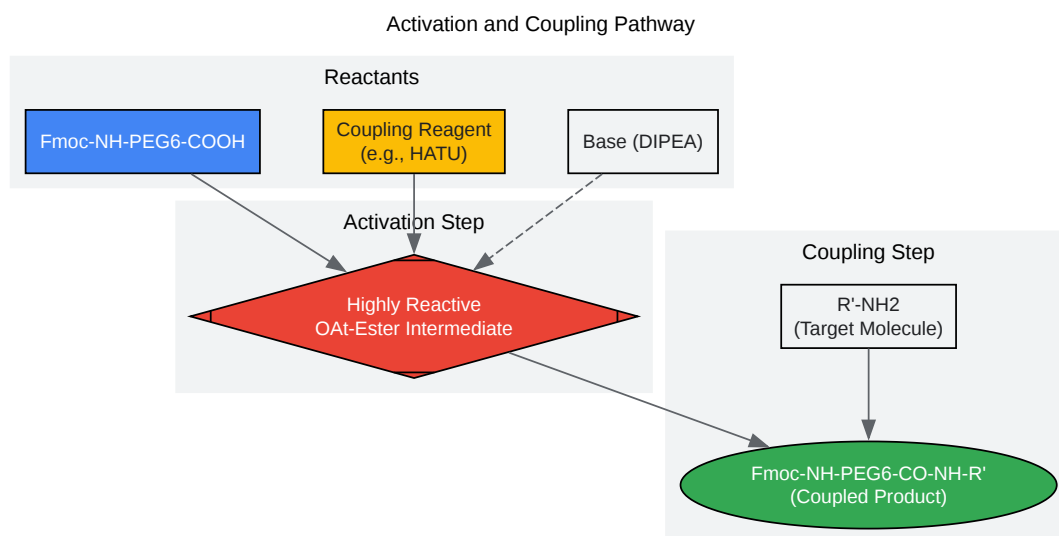 Activation and Coupling Pathway
Reactants
Fmoc-NH-PEG6-COOH
Coupling Reagent
(e.g., HATU)
Base (DIPEA)
Activation Step
Highly Reactive
OAt-Ester Intermediate
Coupling Step
R'-NH2
(Target Molecule)
Fmoc-NH-PEG6-CO-NH-R'
(Coupled Product)